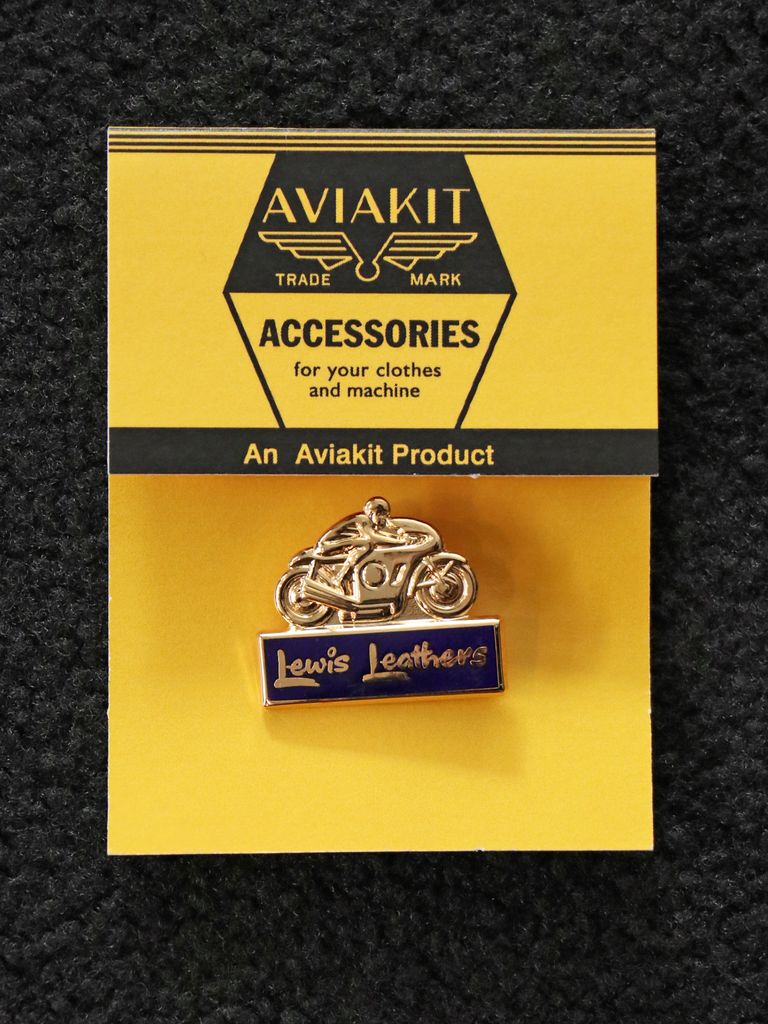 AVIAKIT
TRADE MARK
ACCESSORIES
for your clothes
and machine
An Aviakit Product
Lewis Leathers